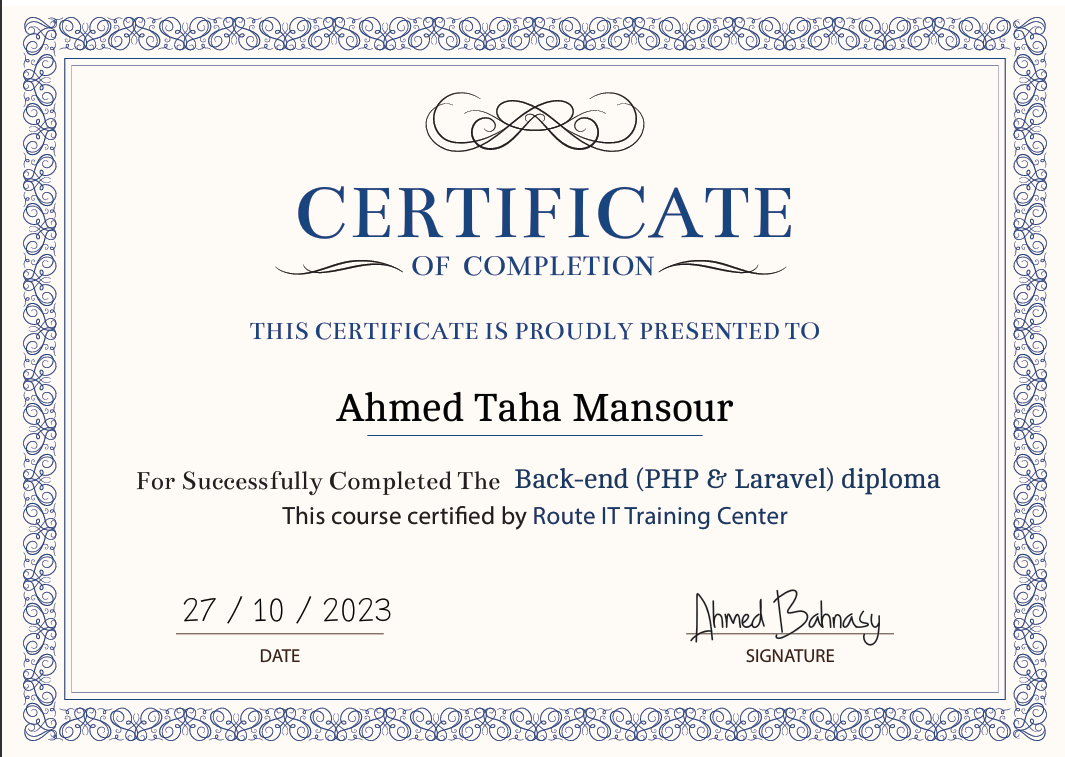 CERTIFICATE
OF COMPLETION
THIS CERTIFICATE IS PROUDLY PRESENTED TO
Ahmed Taha Mansour
For Successfully Completed The Back-end (PHP & Laravel) diploma
This course certified by Route IT Training Center
27 / 10 / 2023
Ahmed Bahnasy
DATE
SIGNATURE